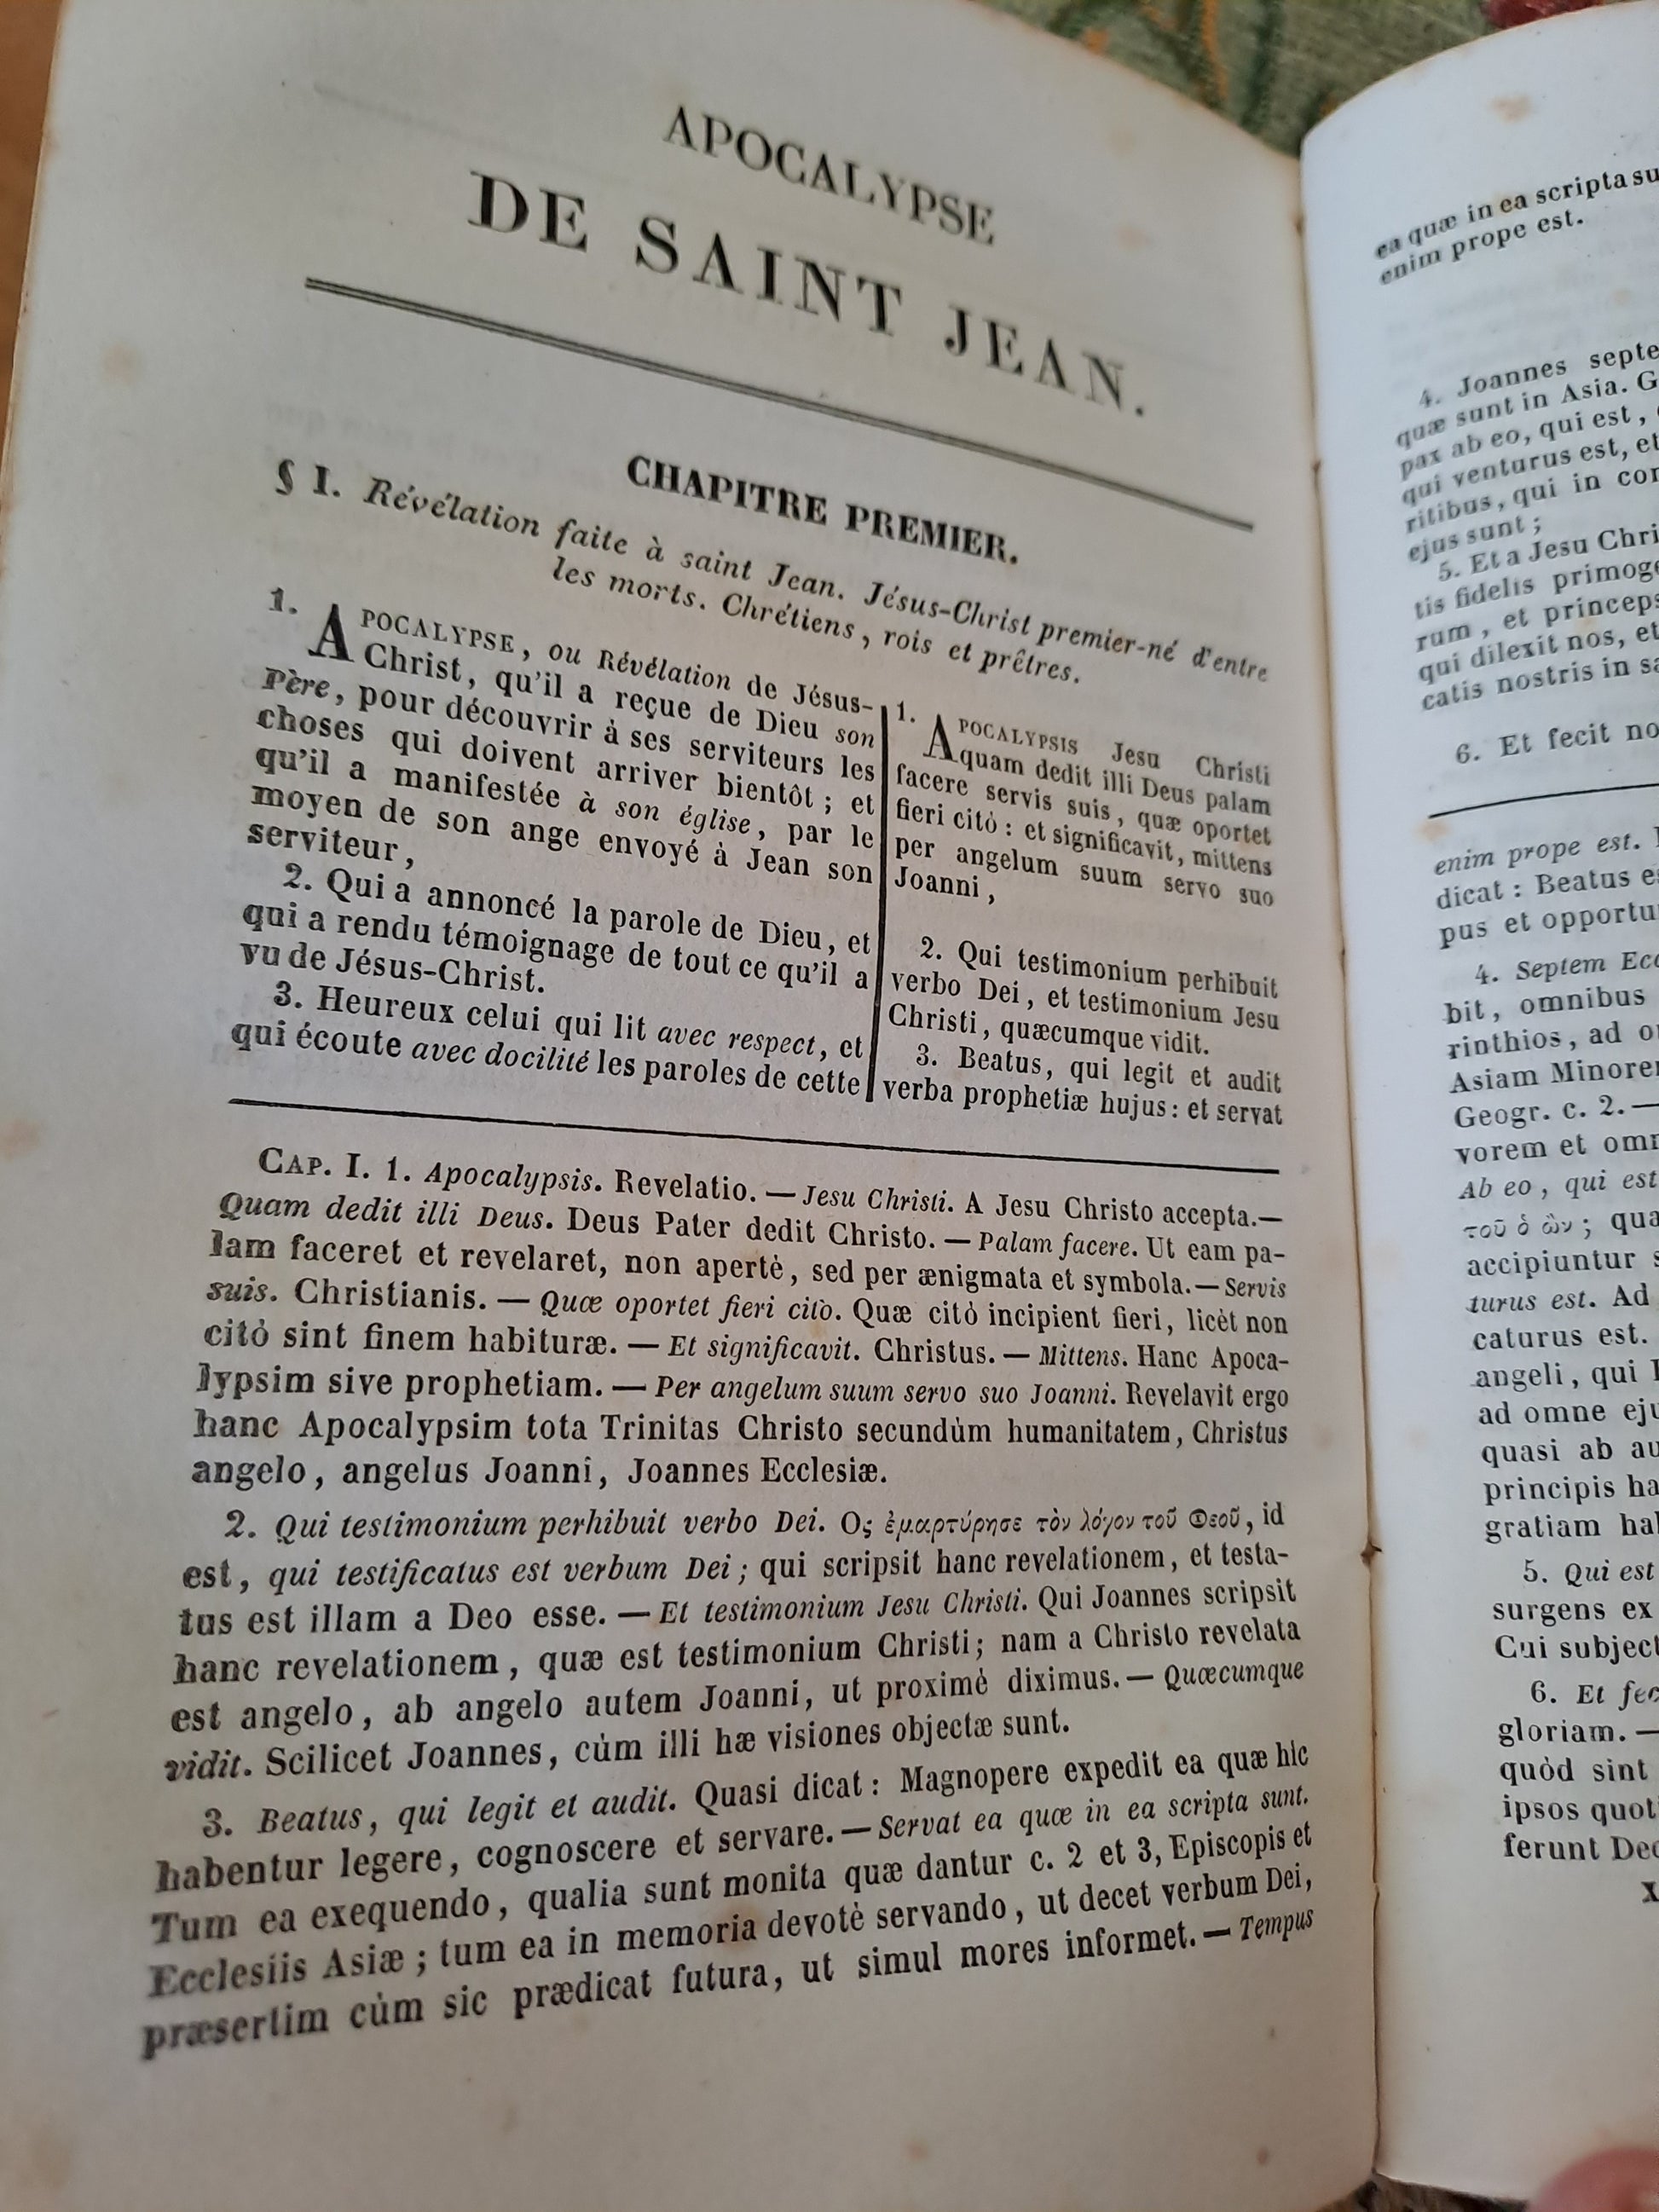 APOCALYPSE
DE SAINT JEAN.
CHAPITRE PREMIER.
§ I. Révélation faite à saint Jean. Jésus-Christ premier-né d'entre
les morts. Chrétiens, rois et prêtres.
1. APOCALYPSE, ou Révélation de Jésus-
Christ, qu'il a reçue de Dieu son
Père, pour découvrir à ses serviteurs les
choses qui doivent arriver bientôt; et
qu'il a manifestée à son église, par le
moyen de son ange envoyé à Jean son
serviteur,
2. Qui a annoncé la parole de Dieu, et
qui a rendu témoignage de tout ce qu'il a
vu de Jésus-Christ.
3. Heureux celui qui lit avec respect, et
qui écoute avec docilité les paroles de cette
1. APOCALYPSIS Jesu Christi
quam dedit illi Deus palam
facere servis suis, quæ oportet
fieri citò: et significavit, mittens
per angelum suum servo suo
Joanni,
2. Qui testimonium perhibuit
verbo Dei, et testimonium Jesu
Christi, quæcumque vidit.
3. Beatus, qui legit et audit
verba prophetiæ hujus: et servat
CAP. I. 1. Apocalypsis. Revelatio. — Jesu Christi. A Jesu Christo accepta.—
Quam dedit illi Deus. Deus Pater dedit Christo. — Palam facere. Ut eam pa-
lam faceret et revelaret, non apertè, sed per ænigmata et symbola.— Servis
suis. Christianis. — Quæ oportet fieri citò. Quæ citò incipient fieri, licèt non
citò sint finem habituræ. — Et significavit. Christus. — Mittens. Hanc Apoca-
lypsim sive prophetiam. — Per angelum suum servo suo Joanni. Revelavit ergo
hanc Apocalypsim tota Trinitas Christo secundùm humanitatem, Christus
angelo, angelus Joanni, Joannes Ecclesiæ.
2. Qui testimonium perhibuit verbo Dei. Ος ἐμαρτύρησε τὸν λόγον τοῦ Θεοῦ, id
est, qui testificatus est verbum Dei; qui scripsit hanc revelationem, et testa-
tus est illam a Deo esse. — Et testimonium Jesu Christi. Qui Joannes scripsit
hanc revelationem, quæ est testimonium Christi; nam a Christo revelata
est angelo, ab angelo autem Joanni, ut proximè diximus. — Quæcumque
vidit. Scilicet Joannes, cùm illi hæ visiones objectæ sunt.
3. Beatus, qui legit et audit. Quasi dicat: Magnopere expedit ea quæ hìc
habentur legere, cognoscere et servare. — Servat ea quæ in ea scripta sunt.
Tum ea exequendo, qualia sunt monita quæ dantur c. 2 et 3, Episcopis et
Ecclesiis Asiæ; tum ea in memoria devotè servando, ut decet verbum Dei,
præsertim cùm sic prædicat futura, ut simul mores informet. — Tempus
ea quæ in ea scripta su
enim prope est.
4. Joannes septe
quæ sunt in Asia. G
pax ab eo, qui est,
qui venturus est, et
ritibus, qui in con
ejus sunt;
5. Et a Jesu Chri
tis fidelis primoge
rum, et princeps
qui dilexit nos, et
catis nostris in sa
6. Et fecit no
enim prope est.
dicat: Beatus e
pus et opportu
4. Septem Ecc
bit, omnibus
rinthios, ad o
Asiam Minore
Geogr. c. 2. —
vorem et omn
Ab eo, qui est
τοῦ ὁ ὢν; qua
accipiuntur s
turus est. Ad
caturus est.
angeli, qui
ad omne eju
quasi ab au
principis ha
gratiam hal
5. Qui est
surgens ex
Cui subject
6. Et fec
gloriam. —
quòd sint
ipsos quot
ferunt Deo
X